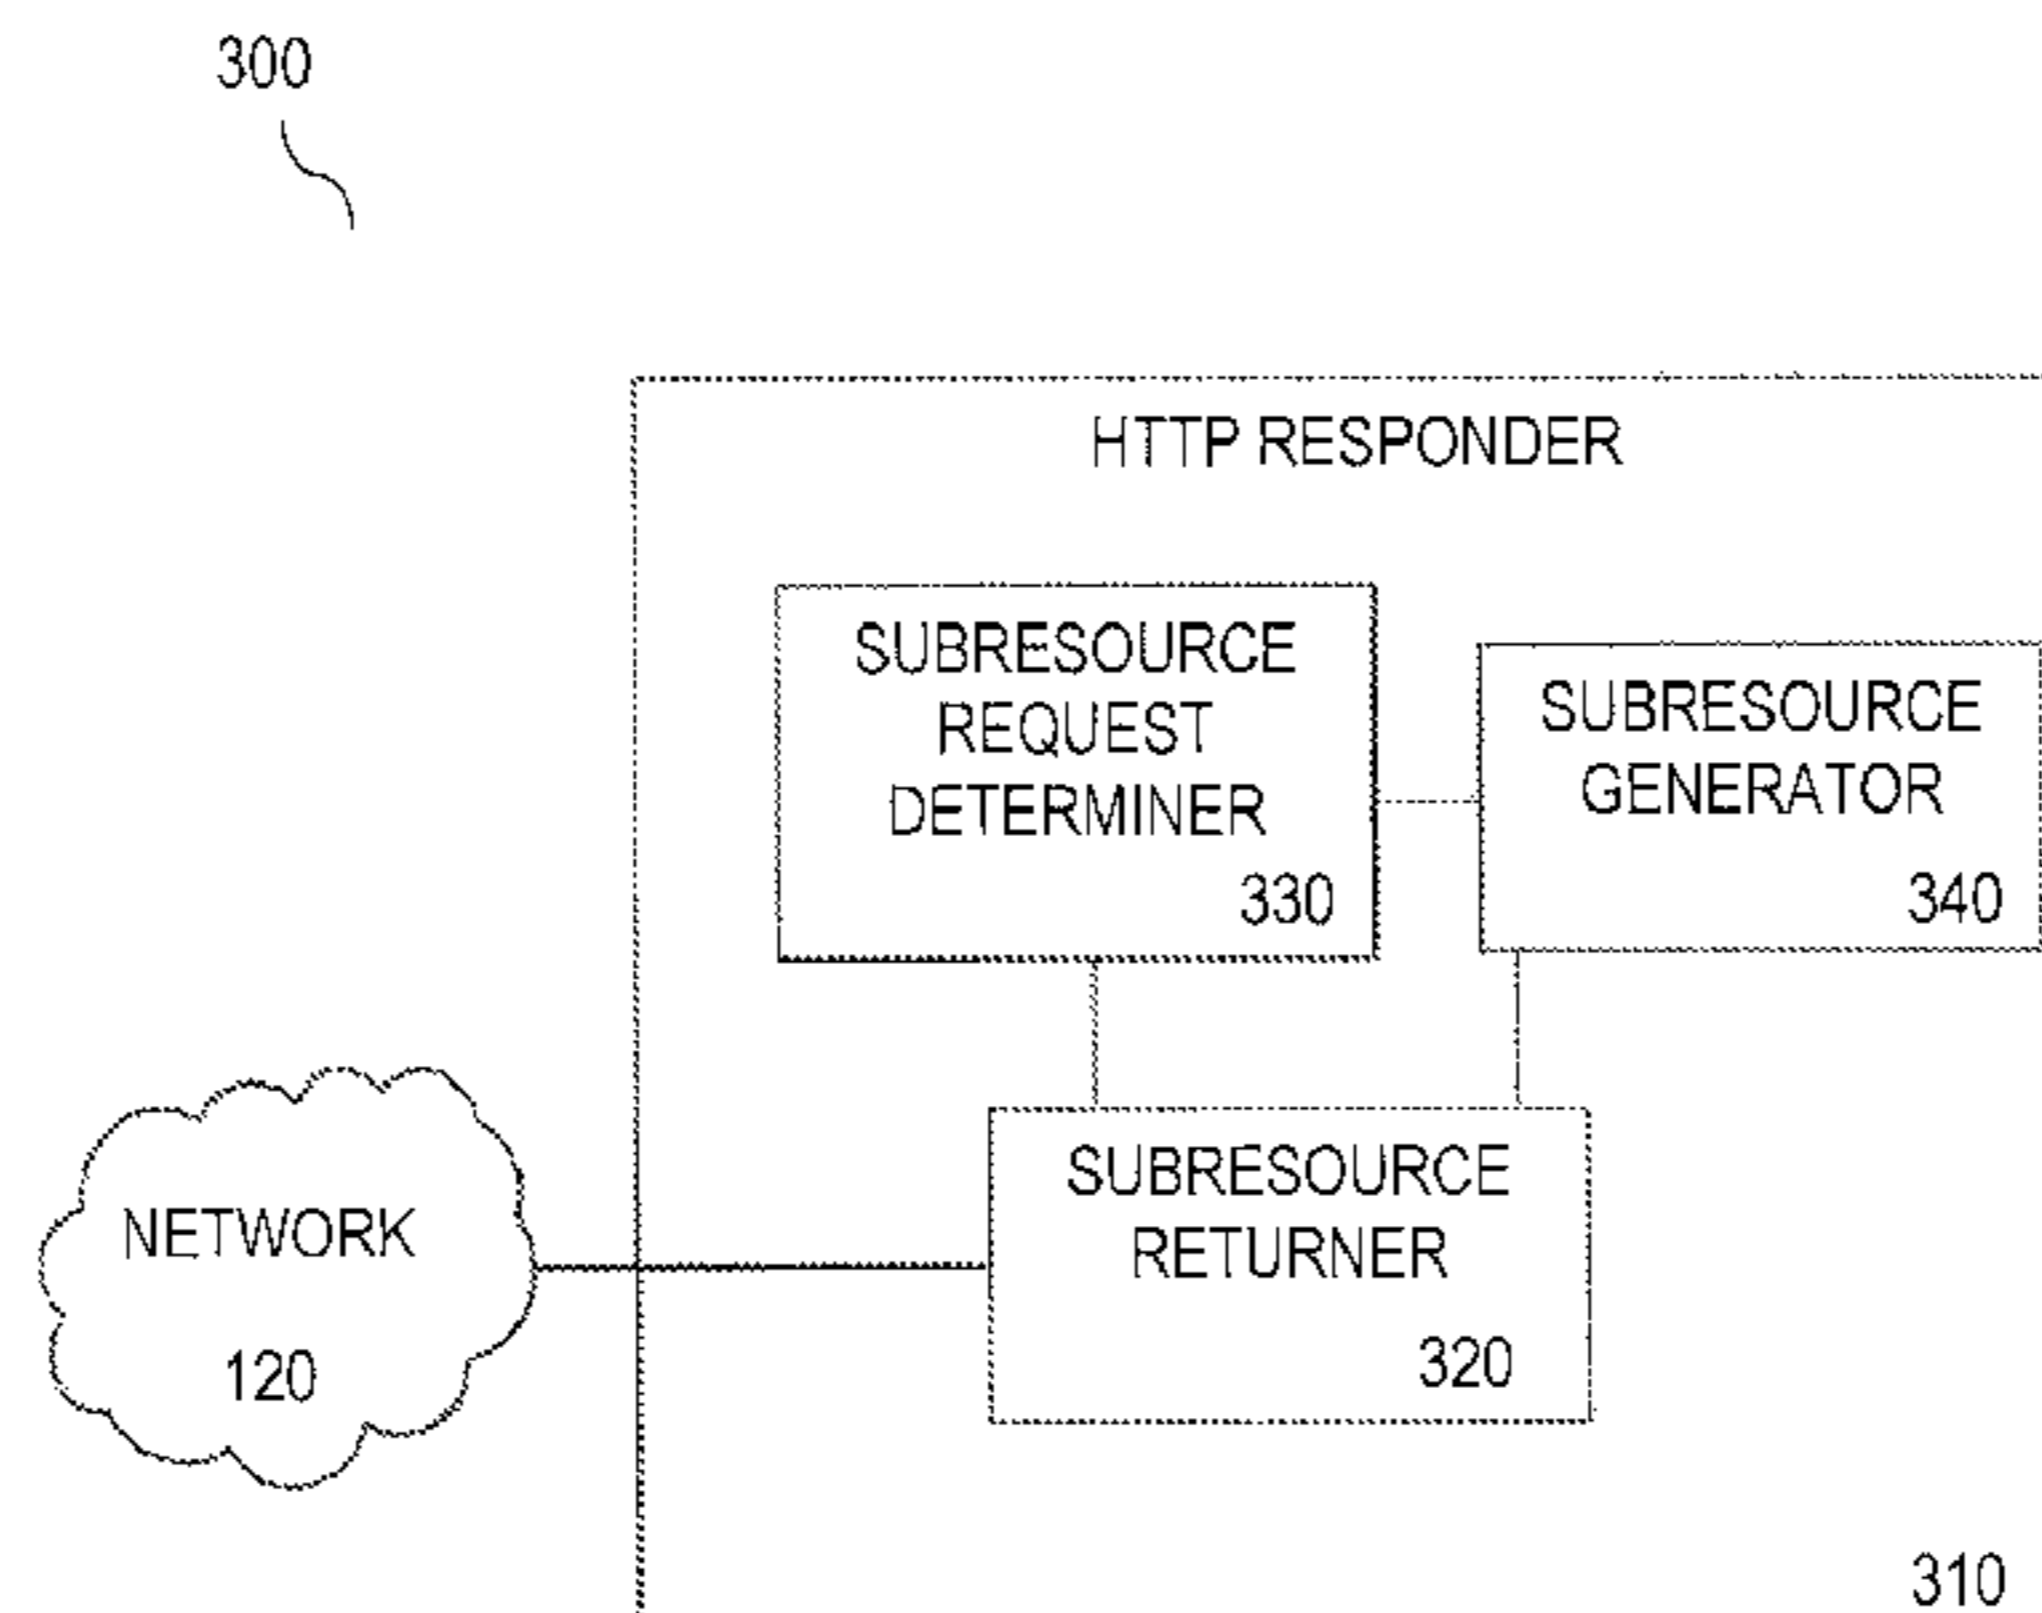 300
HTTP RESPONDER
SUBRESOURCE
REQUEST
DETERMINER
330
SUBRESOURCE
GENERATOR
340
NETWORK
120
SUBRESOURCE
RETURNER
320
310